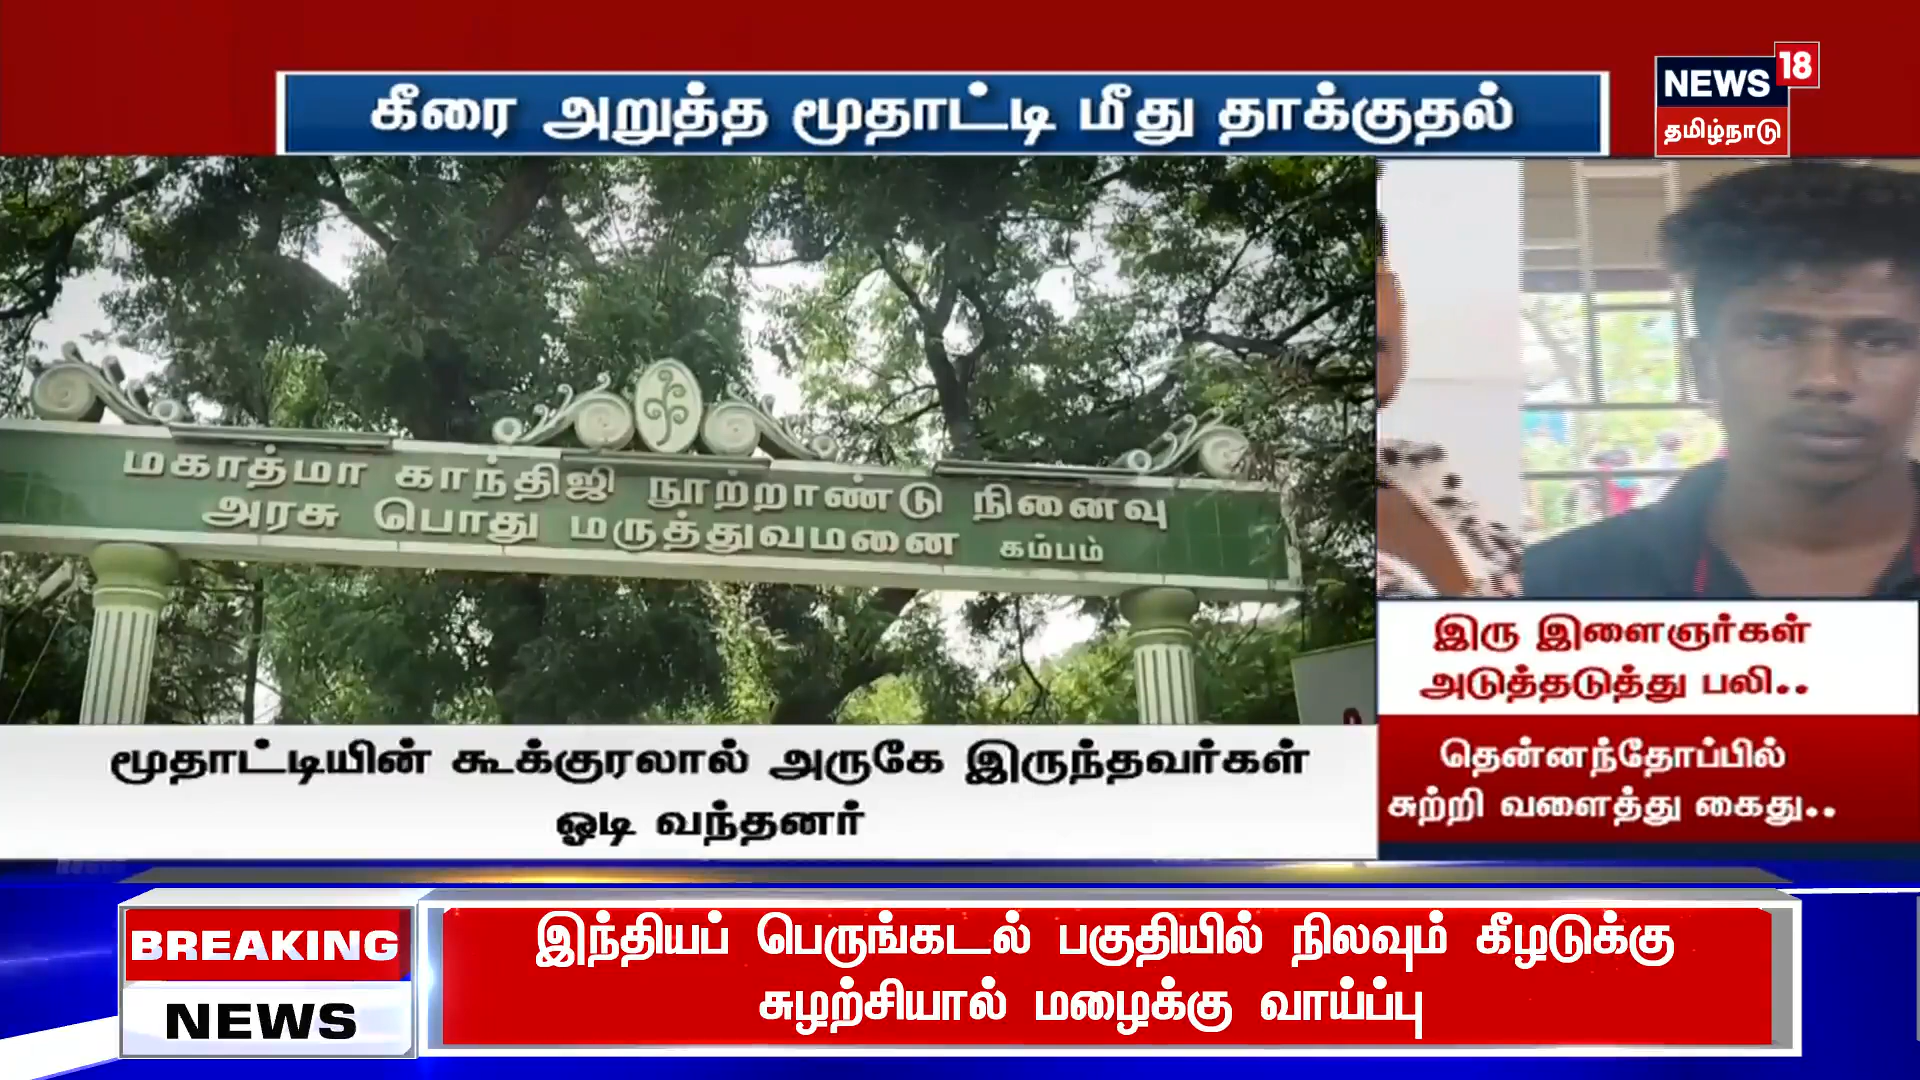 கீரை அறுத்த மூதாட்டி மீது தாக்குதல்
NEWS 18
தமிழ்நாடு
மகாத்மா காந்திஜி நூற்றாண்டு நினைவு
அரசு பொது மருத்துவமனை கம்பம்
இரு இளைஞர்கள்
அடுத்தடுத்து பலி..
தென்னந்தோப்பில்
சுற்றி வளைத்து கைது..
மூதாட்டியின் கூக்குரலால் அருகே இருந்தவர்கள்
ஓடி வந்தனர்
BREAKING
NEWS
இந்தியப் பெருங்கடல் பகுதியில் நிலவும் கீழடுக்கு
சுழற்சியால் மழைக்கு வாய்ப்பு